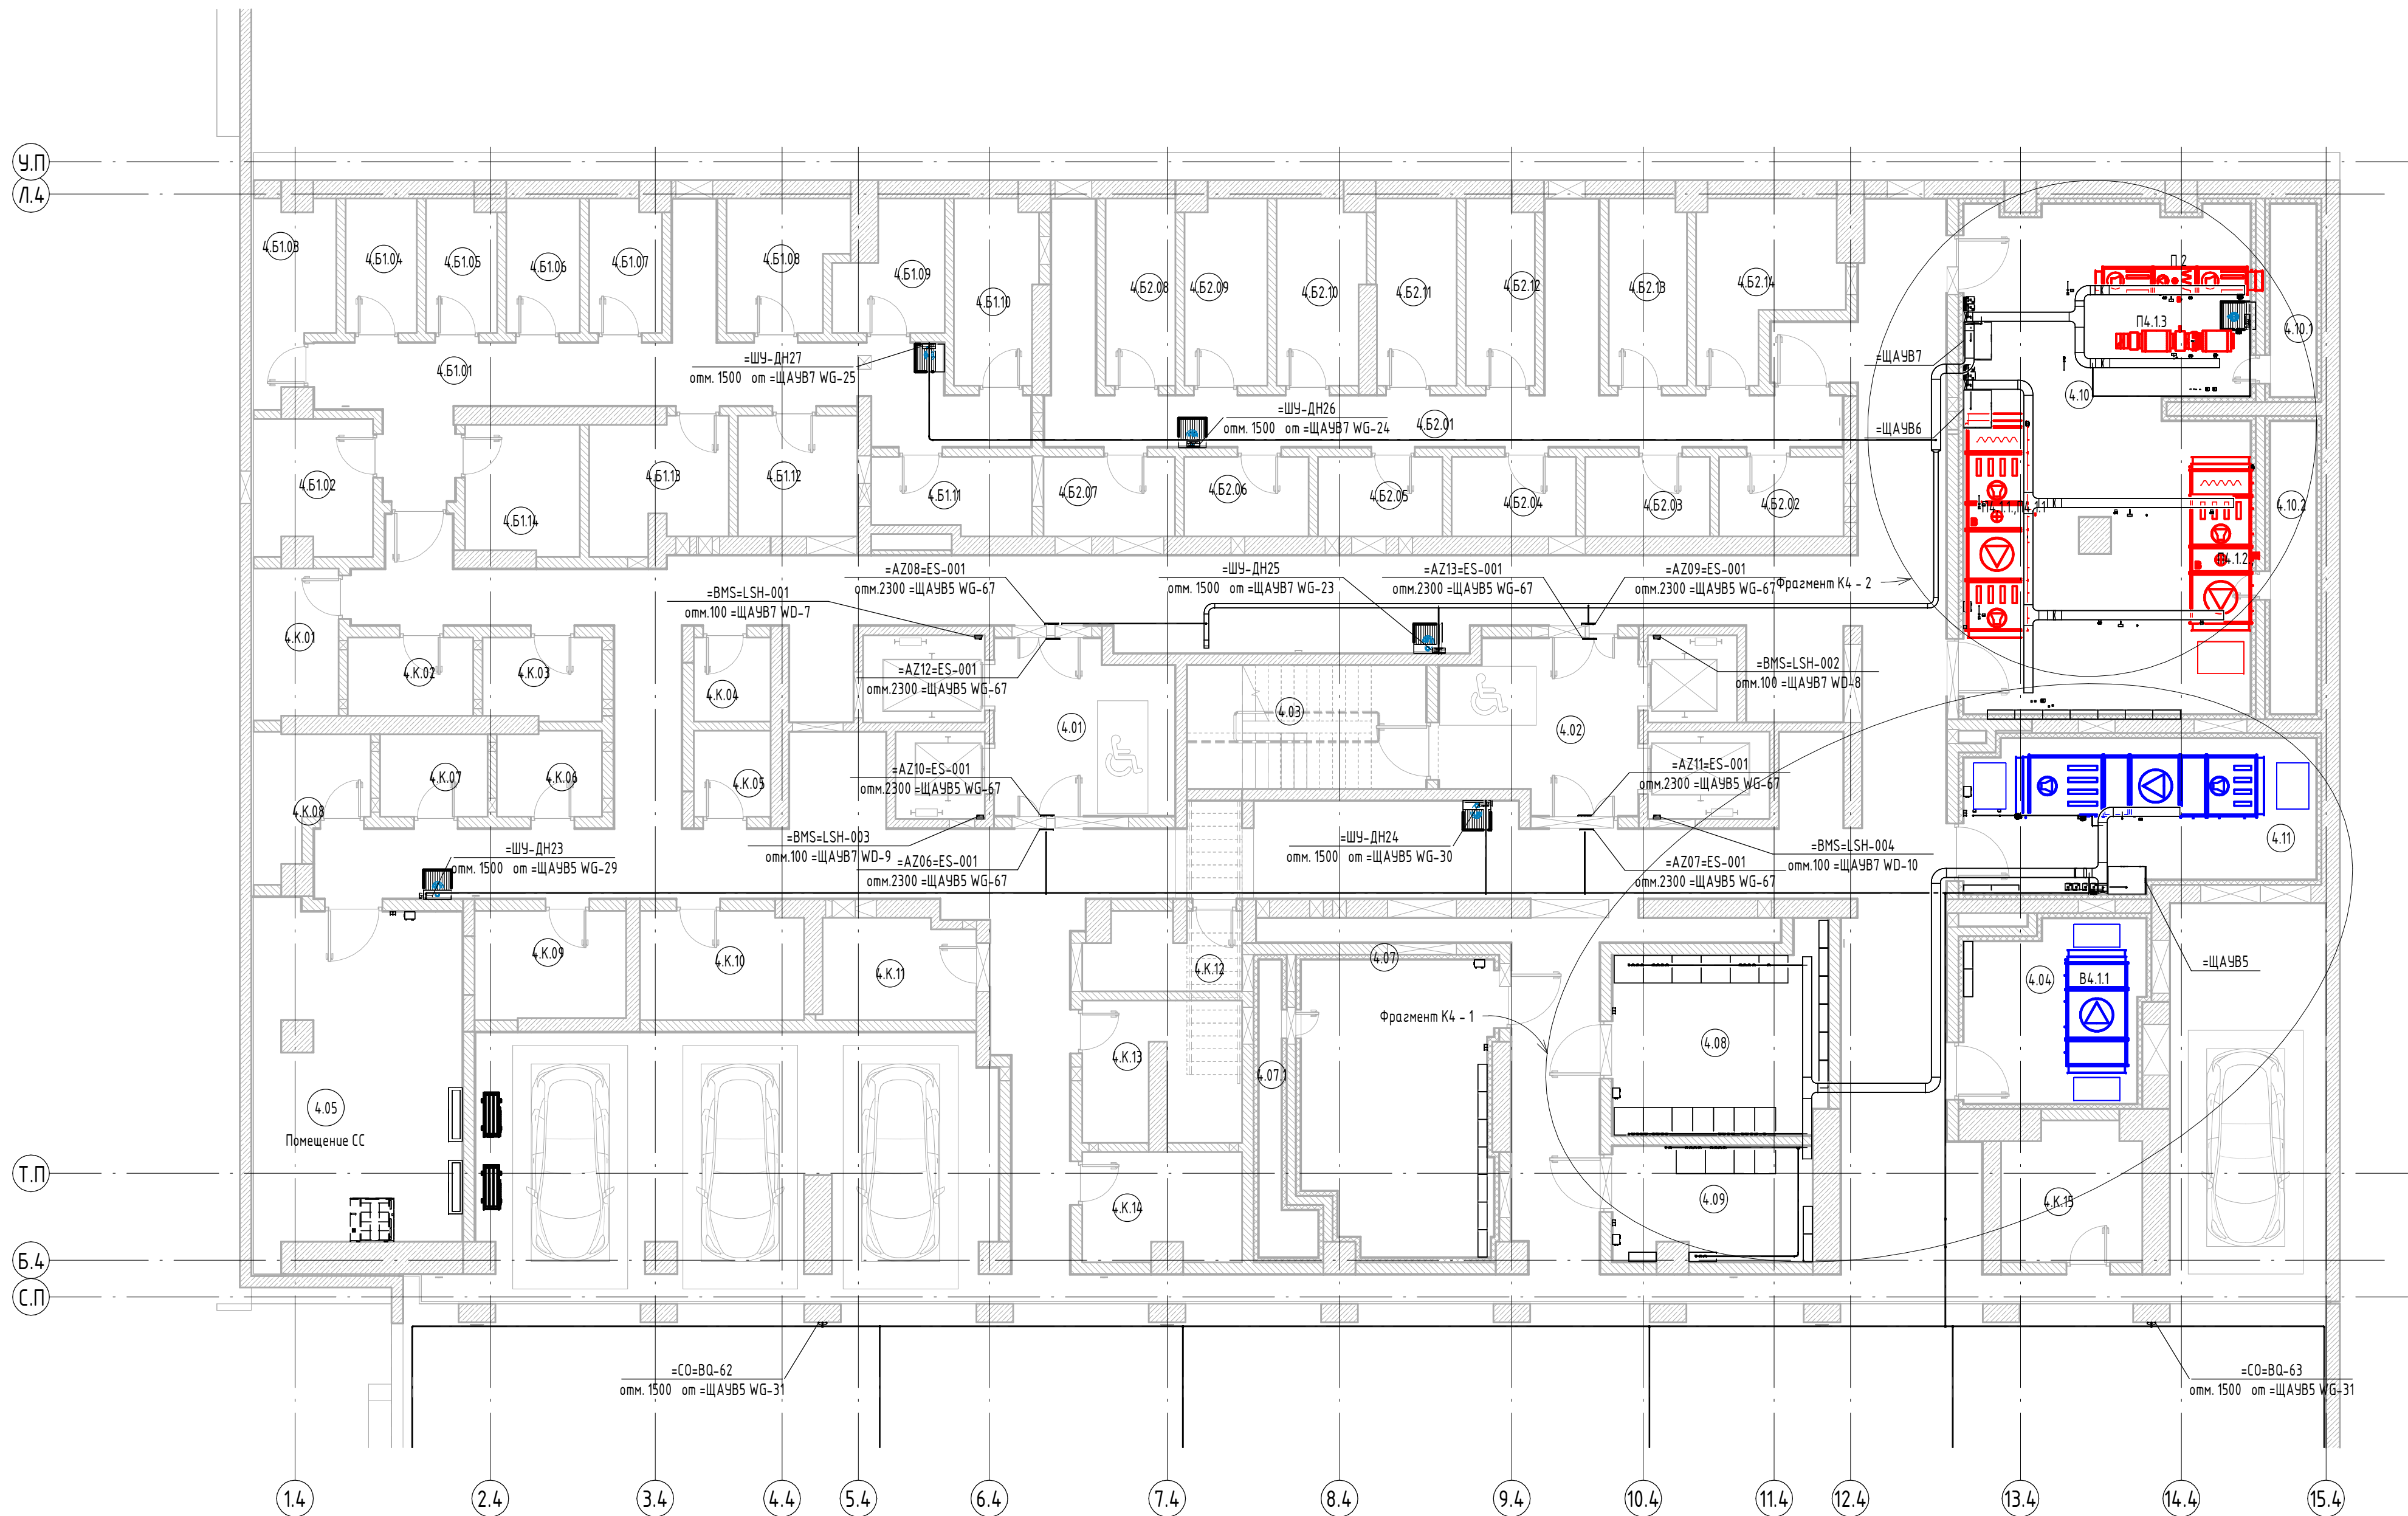 У.П
Л.4
4.Б1.03
4.Б1.04
4.Б1.05
4.Б1.06
4.Б1.07
4.Б1.08
4.Б1.09
4.Б1.10
4.Б2.08
4.Б2.09
4.Б2.10
4.Б2.11
4.Б2.12
4.Б2.13
4.Б2.14
П.2
П4.1.3
4.10.1
=ЩАУВ7
4.10
=ШУ-ДН27
отм. 1500 от =ЩАУВ7 WG-25
4.Б1.01
=ШУ-ДН26
отм. 1500 от =ЩАУВ7 WG-24
4.Б2.01
=ЩАУВ6
4.Б1.02
4.Б1.14
4.Б1.13
4.Б1.12
4.Б1.11
4.Б2.07
4.Б2.06
4.Б2.05
4.Б2.04
4.Б2.03
4.Б2.02
4.10.2
В
В
П4.1.2
=AZ08=ES-001
отм.2300 =ЩАУВ5 WG-67
=ШУ-ДН25
отм. 1500 от =ЩАУВ7 WG-23
=AZ13=ES-001
отм.2300 =ЩАУВ5 WG-67
=AZ09=ES-001
отм.2300 =ЩАУВ5 WG-67
Фрагмент К4 - 2
=BMS=LSH-001
отм.100 =ЩАУВ7 WD-7
4.К.01
4.К.02
4.К.03
4.К.04
=AZ12=ES-001
отм.2300 =ЩАУВ5 WG-67
=BMS=LSH-002
отм.100 =ЩАУВ7 WD-8
4.01
4.03
4.02
4.К.08
4.К.07
4.К.06
4.К.05
=AZ10=ES-001
отм.2300 =ЩАУВ5 WG-67
=AZ11=ES-001
отм.2300 =ЩАУВ5 WG-67
4.11
=BMS=LSH-003
отм.100 =ЩАУВ7 WD-9
=ШУ-ДН23
отм. 1500 от =ЩАУВ5 WG-29
=AZ06=ES-001
отм.2300 =ЩАУВ5 WG-67
=ШУ-ДН24
отм. 1500 от =ЩАУВ5 WG-30
=AZ07=ES-001
отм.2300 =ЩАУВ5 WG-67
=BMS=LSH-004
отм.100 =ЩАУВ7 WD-10
4.К.09
4.К.10
4.К.11
4.К.12
4.07
4.04
В4.1.1
=ЩАУВ5
Фрагмент К4 - 1
4.К.13
4.07.1
4.08
4.05
Помещение СС
Т.П
4.К.14
4.09
4.К.15
Б.4
С.П
=СО=BQ-62
отм. 1500 от =ЩАУВ5 WG-31
=СО=BQ-63
отм. 1500 от =ЩАУВ5 WG-31
1.4
2.4
3.4
4.4
5.4
6.4
7.4
8.4
9.4
10.4
11.4
12.4
13.4
14.4
15.4